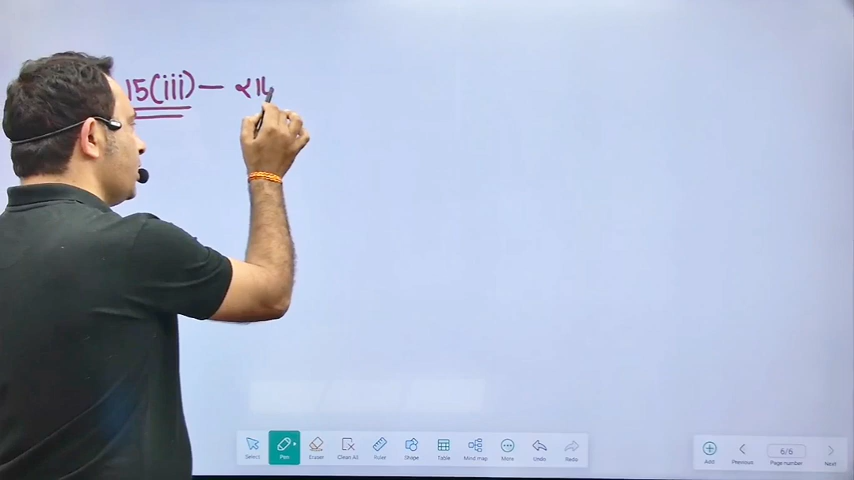 15(iii) —
Select
Pen
Eraser
Clean All
Ruler
Shape
Table
Mind map
More
Undo
Redo
Add
Previous
6/6
Page number
Next